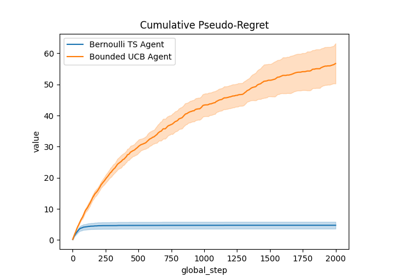 Cumulative Pseudo-Regret
Bernoulli TS Agent
Bounded UCB Agent
60
50
40
30
20
10
0
value
0 250 500 750 1000 1250 1500 1750 2000
global_step